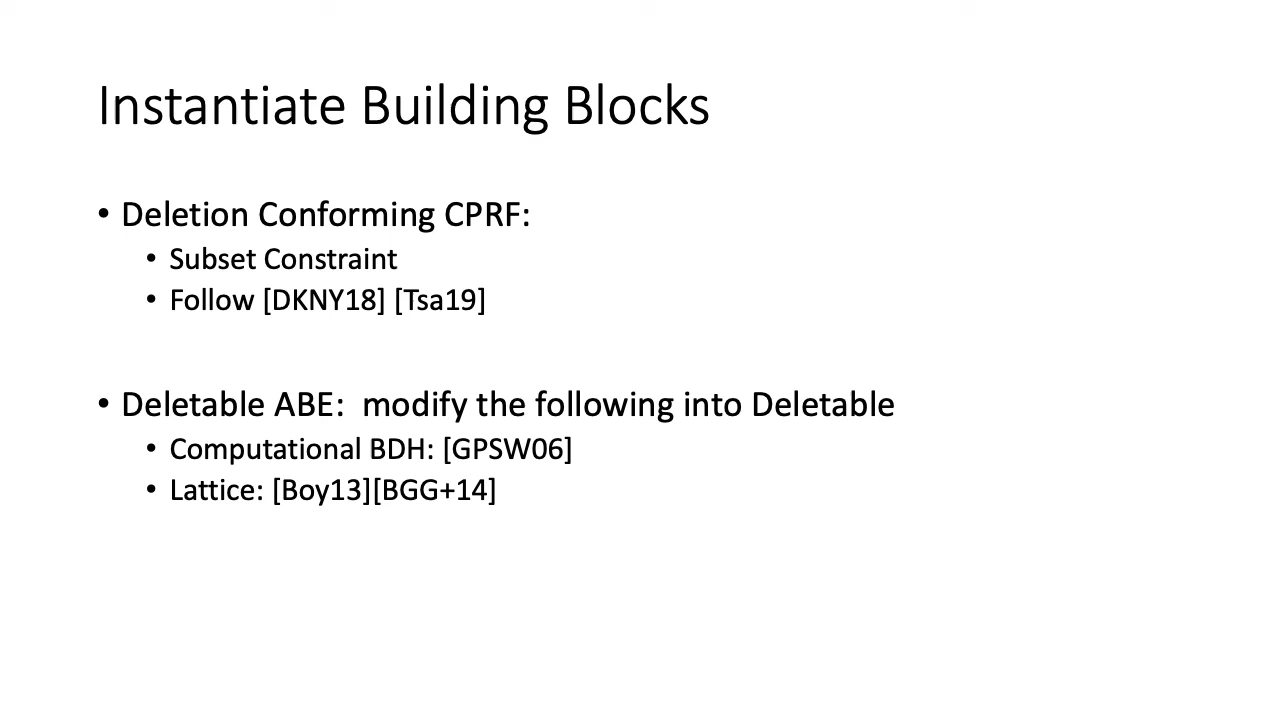 Instantiate Building Blocks
• Deletion Conforming CPRF:
• Subset Constraint
• Follow [DKNY18] [Tsa19]
• Deletable ABE:  modify the following into Deletable
• Computational BDH: [GPSW06]
• Lattice: [Boy13][BGG+14]